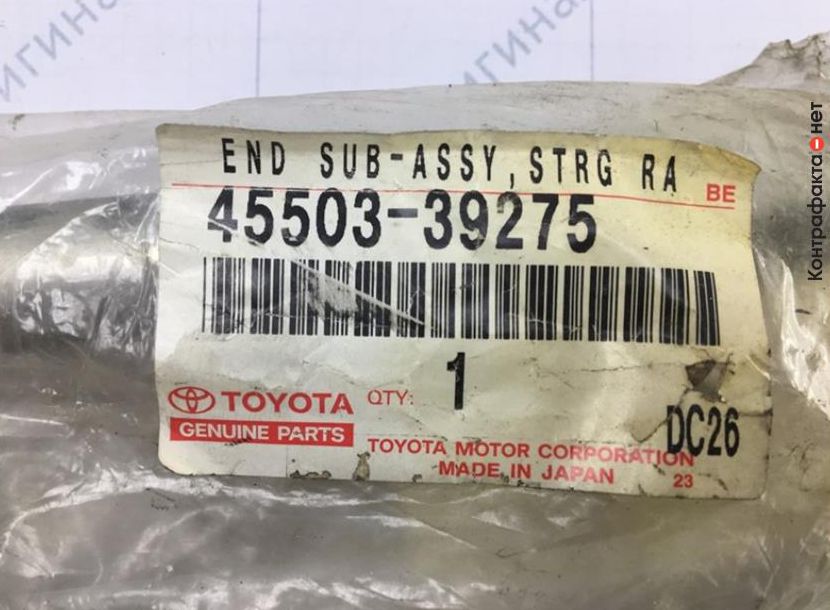 END SUB-ASSY, STRG RA
BE
45503-39275
QTY: 1
TOYOTA
GENUINE PARTS
DC26
TOYOTA MOTOR CORPORATION
MADE IN JAPAN 23
Контрафакта нет